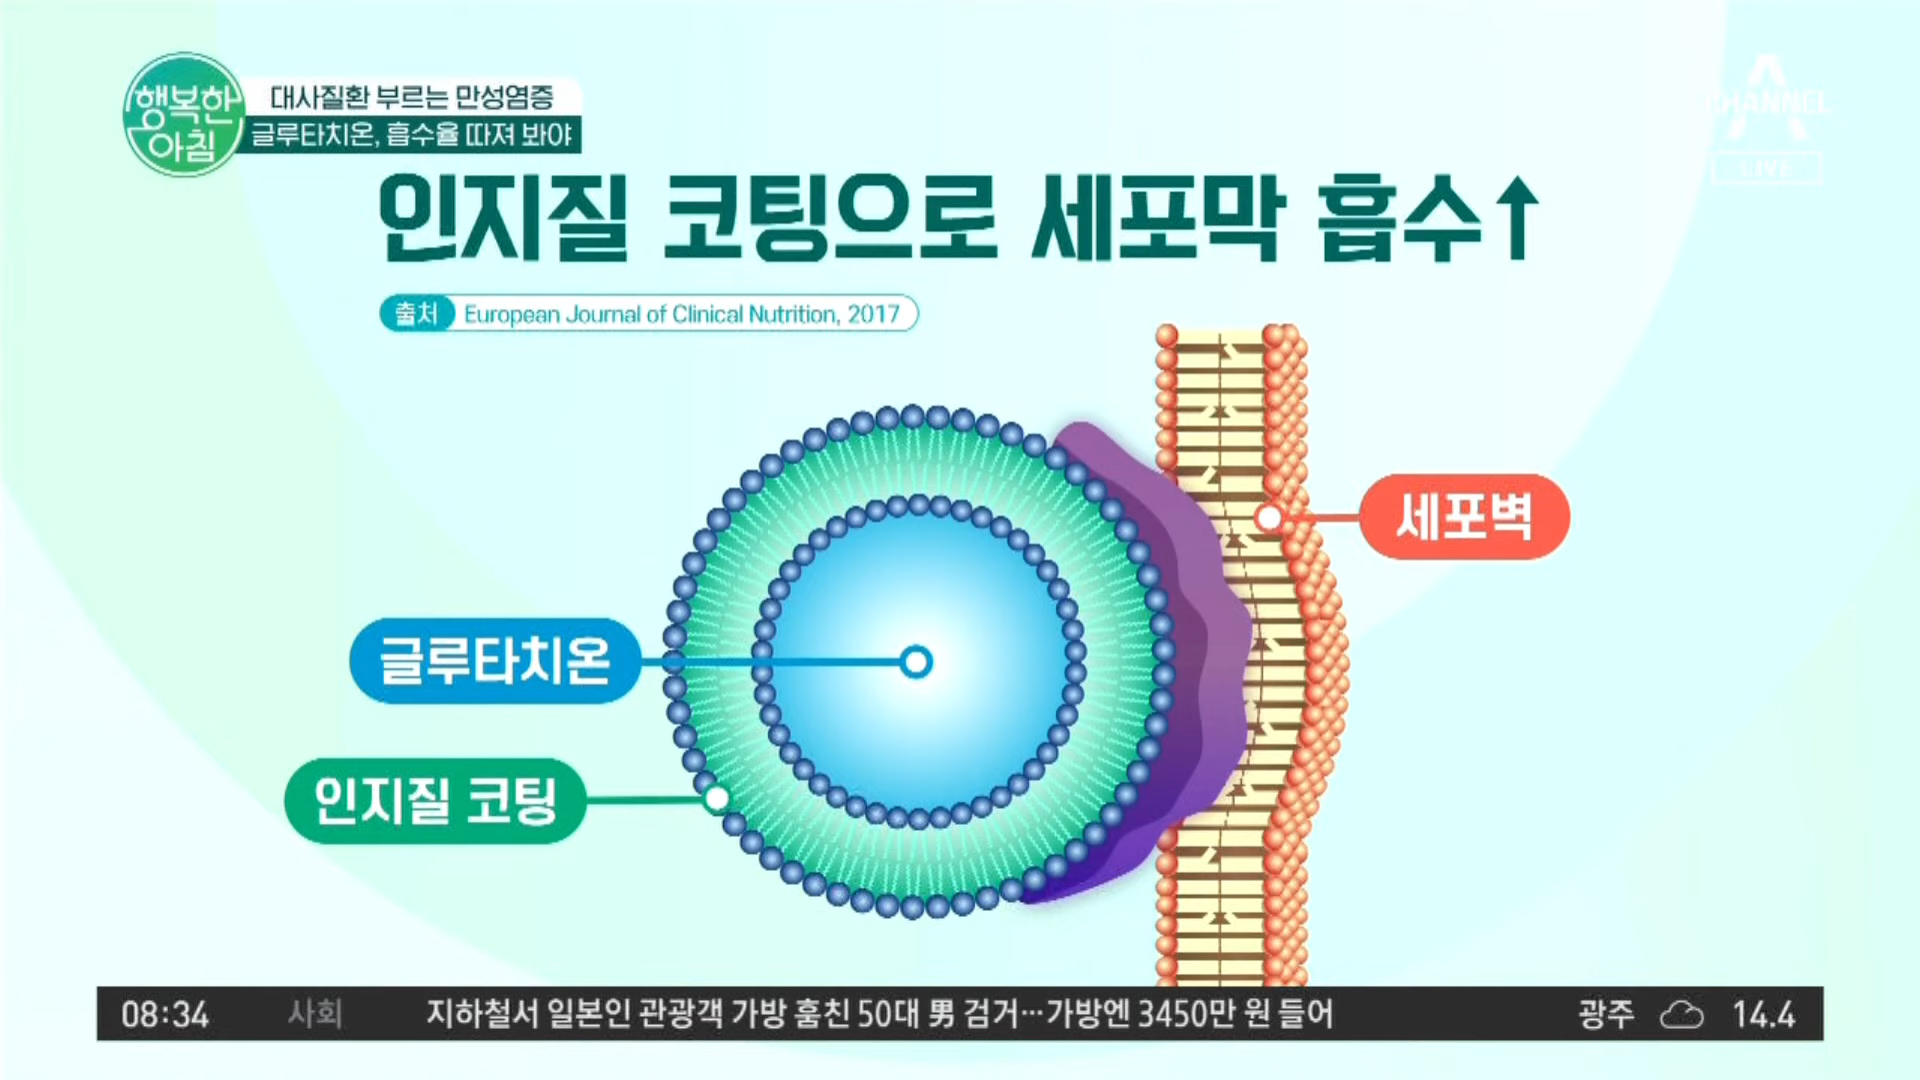 행복한
아침
대사질환 부르는 만성염증
글루타치온, 흡수율 따져 봐야
CHANNEL A
LIVE
인지질 코팅으로 세포막 흡수↑
출처 European Journal of Clinical Nutrition, 2017
세포벽
글루타치온
인지질 코팅
08:34 사회 지하철서 일본인 관광객 가방 훔친 50대 男 검거…가방엔 3450만 원 들어 광주 14.4